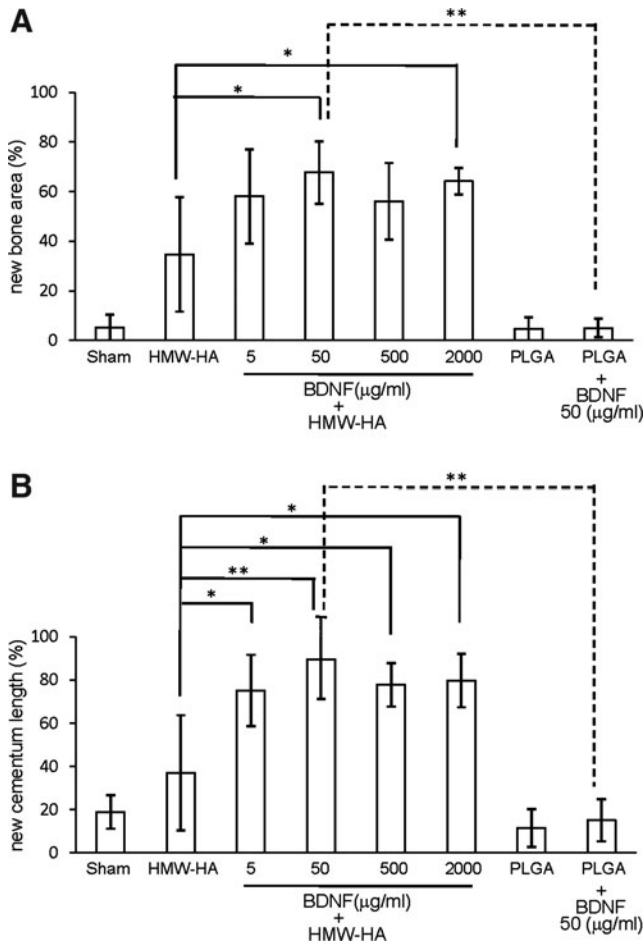 A
**
*
*
new bone area (%)
100
80
60
40
20
0
Sham HMW-HA 5 50 500 2000 PLGA PLGA
BDNF(μg/ml)
+
HMW-HA
+
BDNF
50 (μg/ml)
B
**
*
*
**
*
new cementum length (%)
100
80
60
40
20
0
Sham HMW-HA 5 50 500 2000 PLGA PLGA
BDNF(μg/ml)
+
HMW-HA
+
BDNF
50 (μg/ml)